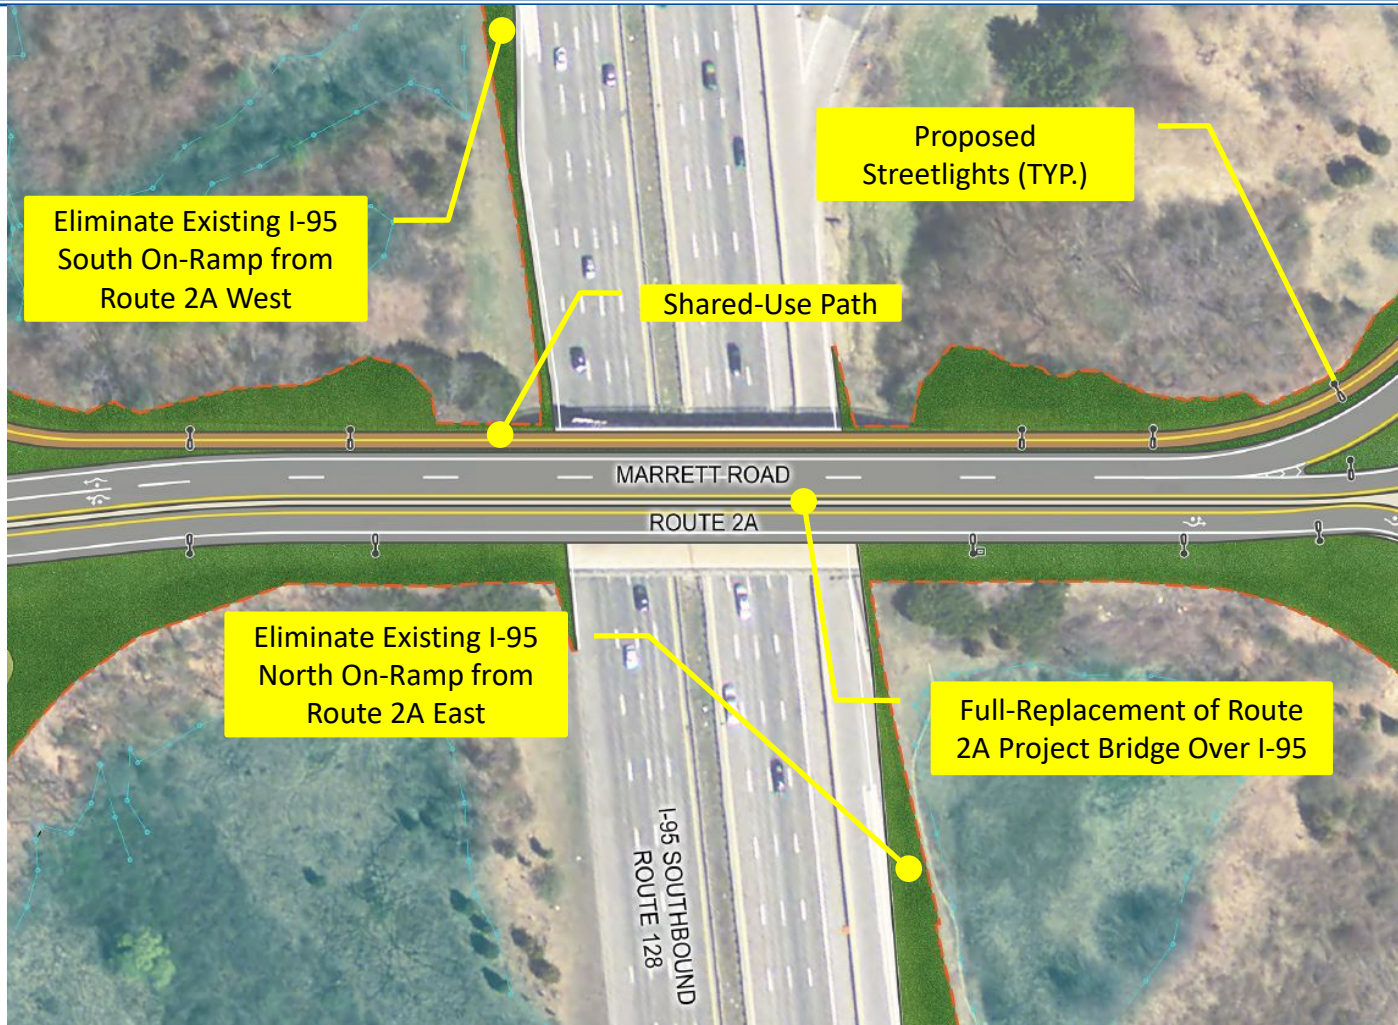 Proposed
Streetlights (TYP.)
Eliminate Existing I-95
South On-Ramp from
Route 2A West
Shared-Use Path
MARRETT ROAD
ROUTE 2A
Eliminate Existing I-95
North On-Ramp from
Route 2A East
Full-Replacement of Route
2A Project Bridge Over I-95
I-95 SOUTHBOUND
ROUTE 128